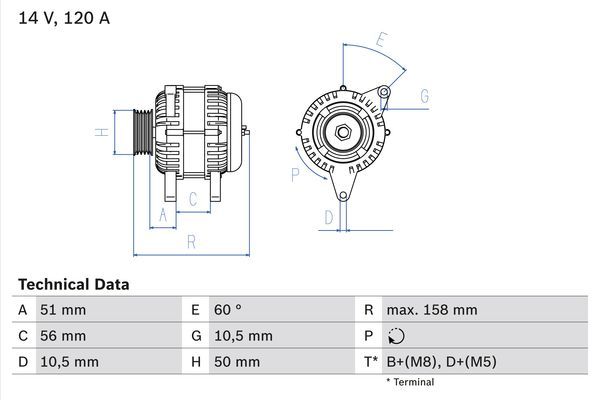 14 V, 120 A
E
G
H
P
A
C
D
R
Technical Data
A 51 mm E 60 º R max. 158 mm
C 56 mm G 10,5 mm P
D 10,5 mm H 50 mm T* B+(M8), D+(M5)
* Terminal